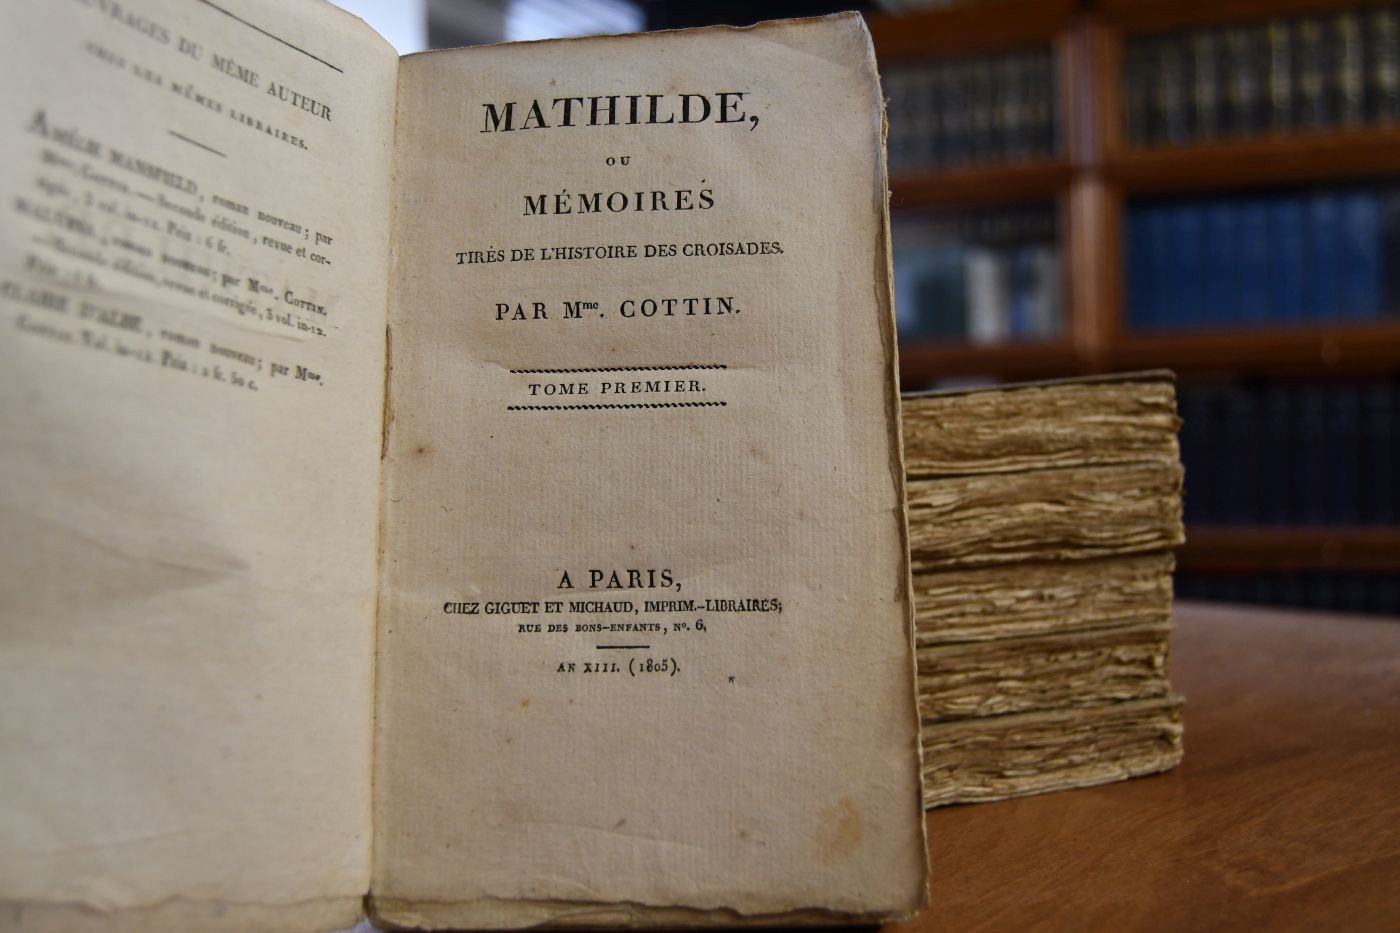 OUVRAGES DU MÊME AUTEUR
CHEZ LES MÊMES LIBRAIRES.
AMÉLIE MANSFIELD, roman nouveau; par
Mme. COTTIN.—Seconde édition, revue et cor-
rigée, 3 vol. in-12. Prix : 6 fr.
MALVINA, roman nouveau; par Mme. COTTIN.
—Seconde édition, revue et corrigée, 3 vol. in-12.
Prix :
CLAIRE D'ALBE, roman nouveau; par Mme.
COTTIN. Vol. in-12. Prix : 2 fr. 50 c.
MATHILDE,
OU
MÉMOIRES
TIRÉS DE L'HISTOIRE DES CROISADES.
PAR Mme. COTTIN.
TOME PREMIER.
A PARIS,
CHEZ GIGUET ET MICHAUD, IMPRIM.-LIBRAIRES;
RUE DES BONS-ENFANTS, N°. 6,
AN XIII. (1805).
*